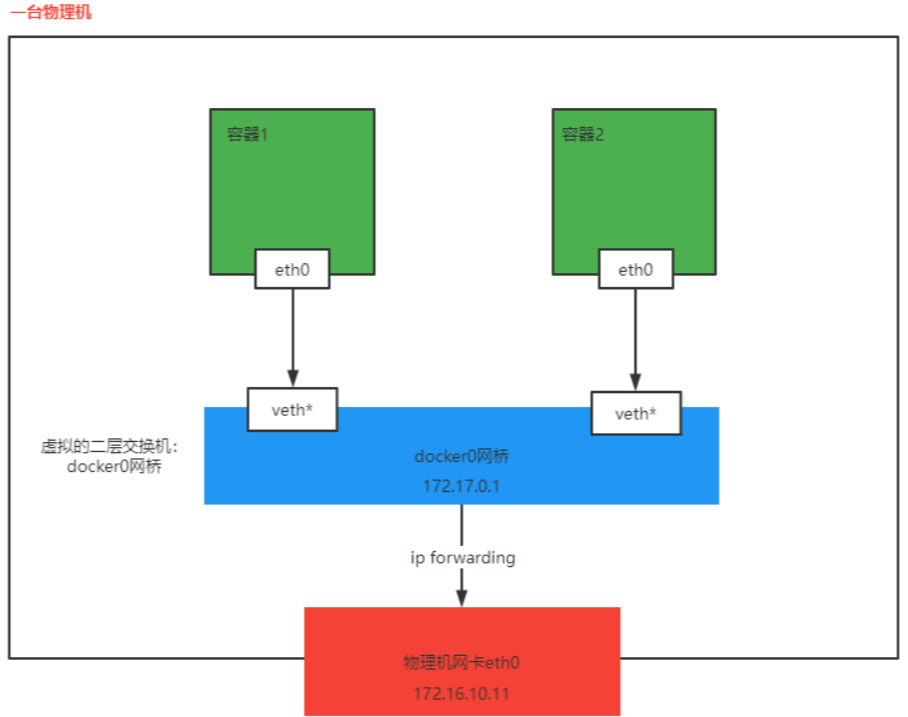 一台物理机
容器1
容器2
eth0
eth0
veth*
veth*
虚拟的二层交换机：
docker0网桥
docker0网桥
172.17.0.1
ip forwarding
物理机网卡eth0
172.16.10.11